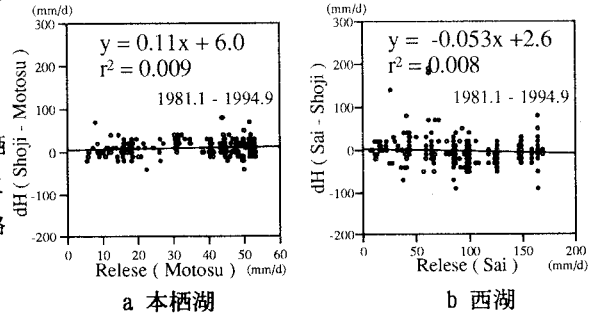 (mm/d)
300
200
100
0
-100
-200
dH ( Shoji - Motosu )
y = 0.11x + 6.0
r² = 0.009
1981.1 - 1994.9
0 10 20 30 40 50 60
Relese ( Motosu ) (mm/d)
a 本栖湖
(mm/d)
300
200
100
0
-100
-200
dH ( Sai - Shoji )
y = -0.053x +2.6
r² = 0.008
1981.1 - 1994.9
0 50 100 150 200
Relese ( Sai ) (mm/d)
b 西湖